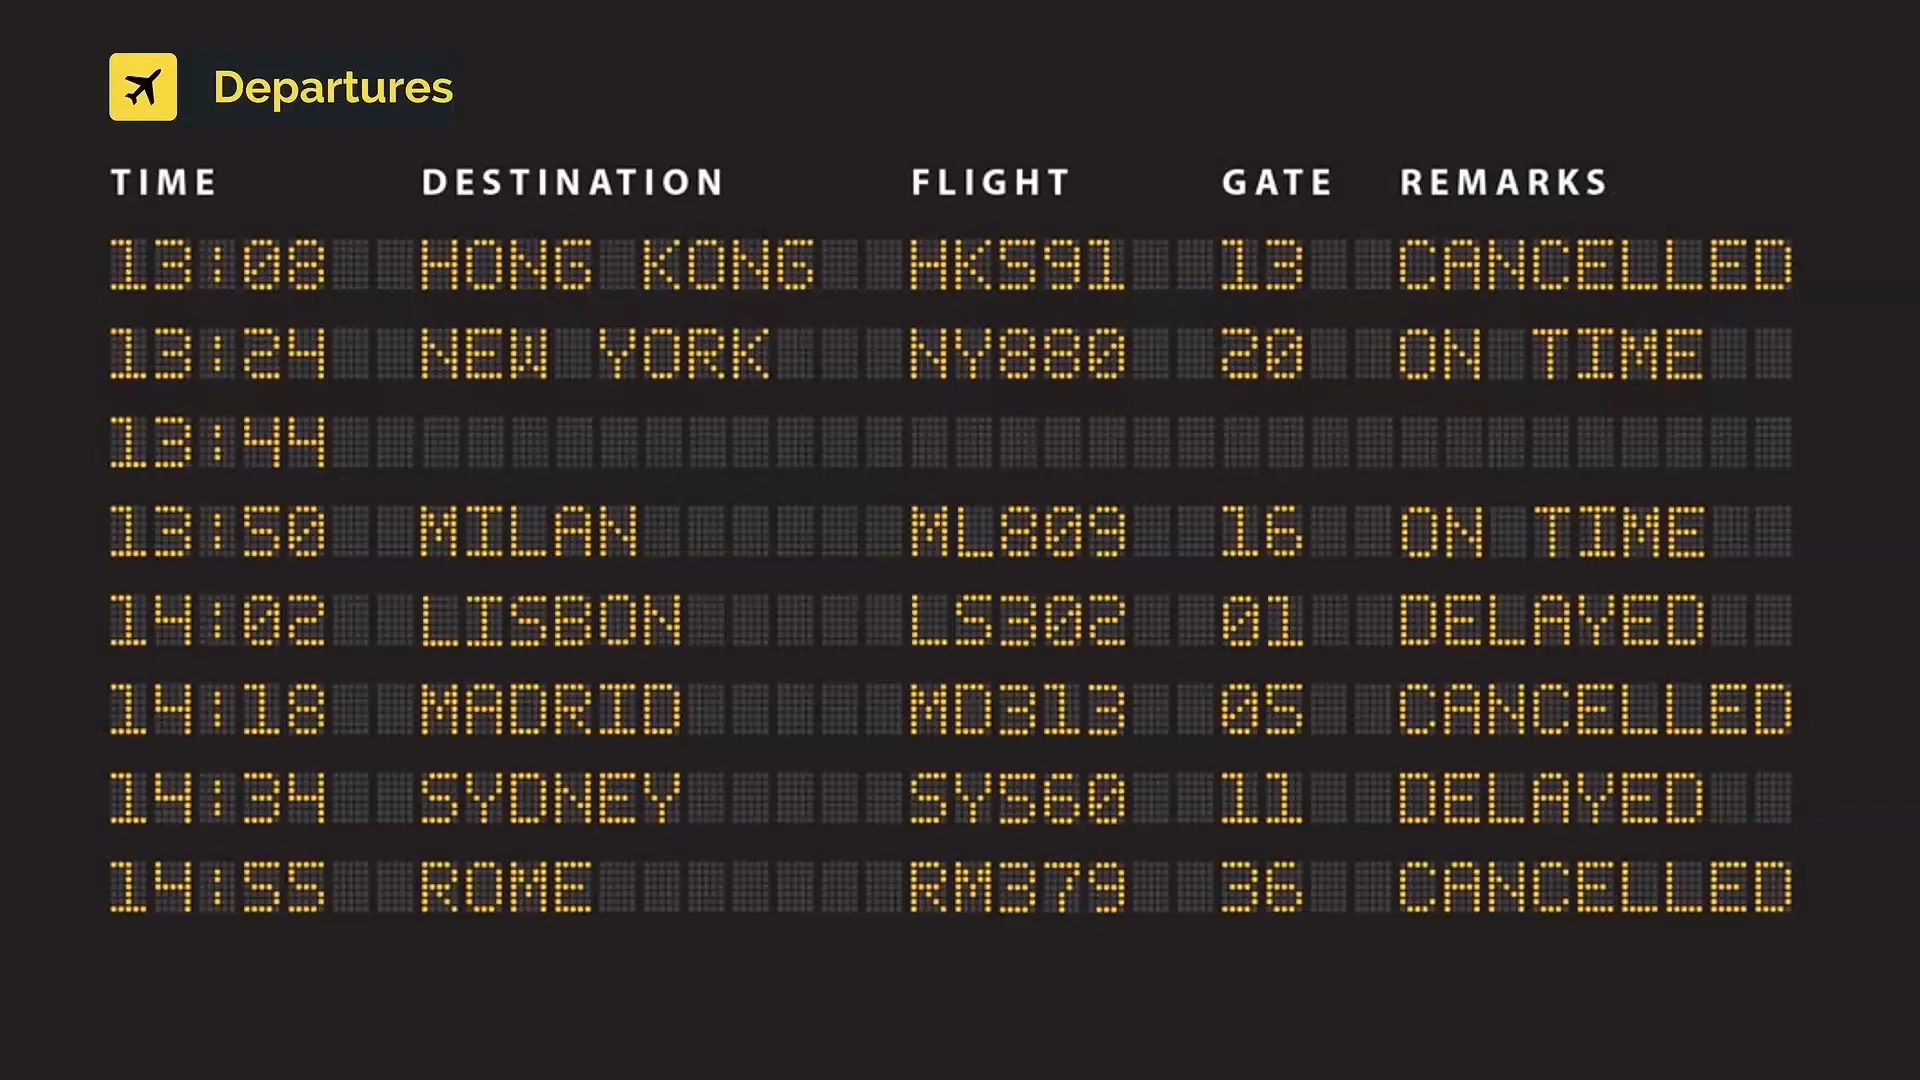 Departures
TIME DESTINATION FLIGHT GATE REMARKS
13:08 HONG KONG HK591 13 CANCELLED
13:24 NEW YORK NY880 20 ON TIME
13:44
13:50 MILAN ML809 16 ON TIME
14:02 LISBON LS302 01 DELAYED
14:18 MADRID MD313 05 CANCELLED
14:34 SYDNEY SY560 11 DELAYED
14:55 ROME RM379 36 CANCELLED